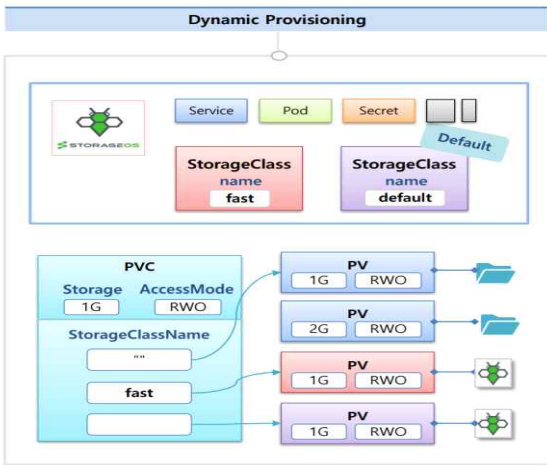 Dynamic Provisioning
Service
Pod
Secret
STORAGEOS
Default
StorageClass
name
fast
StorageClass
name
default
PVC
Storage
AccessMode
1G
RWO
StorageClassName
""
fast
PV
1G
RWO
PV
2G
RWO
PV
1G
RWO
PV
1G
RWO